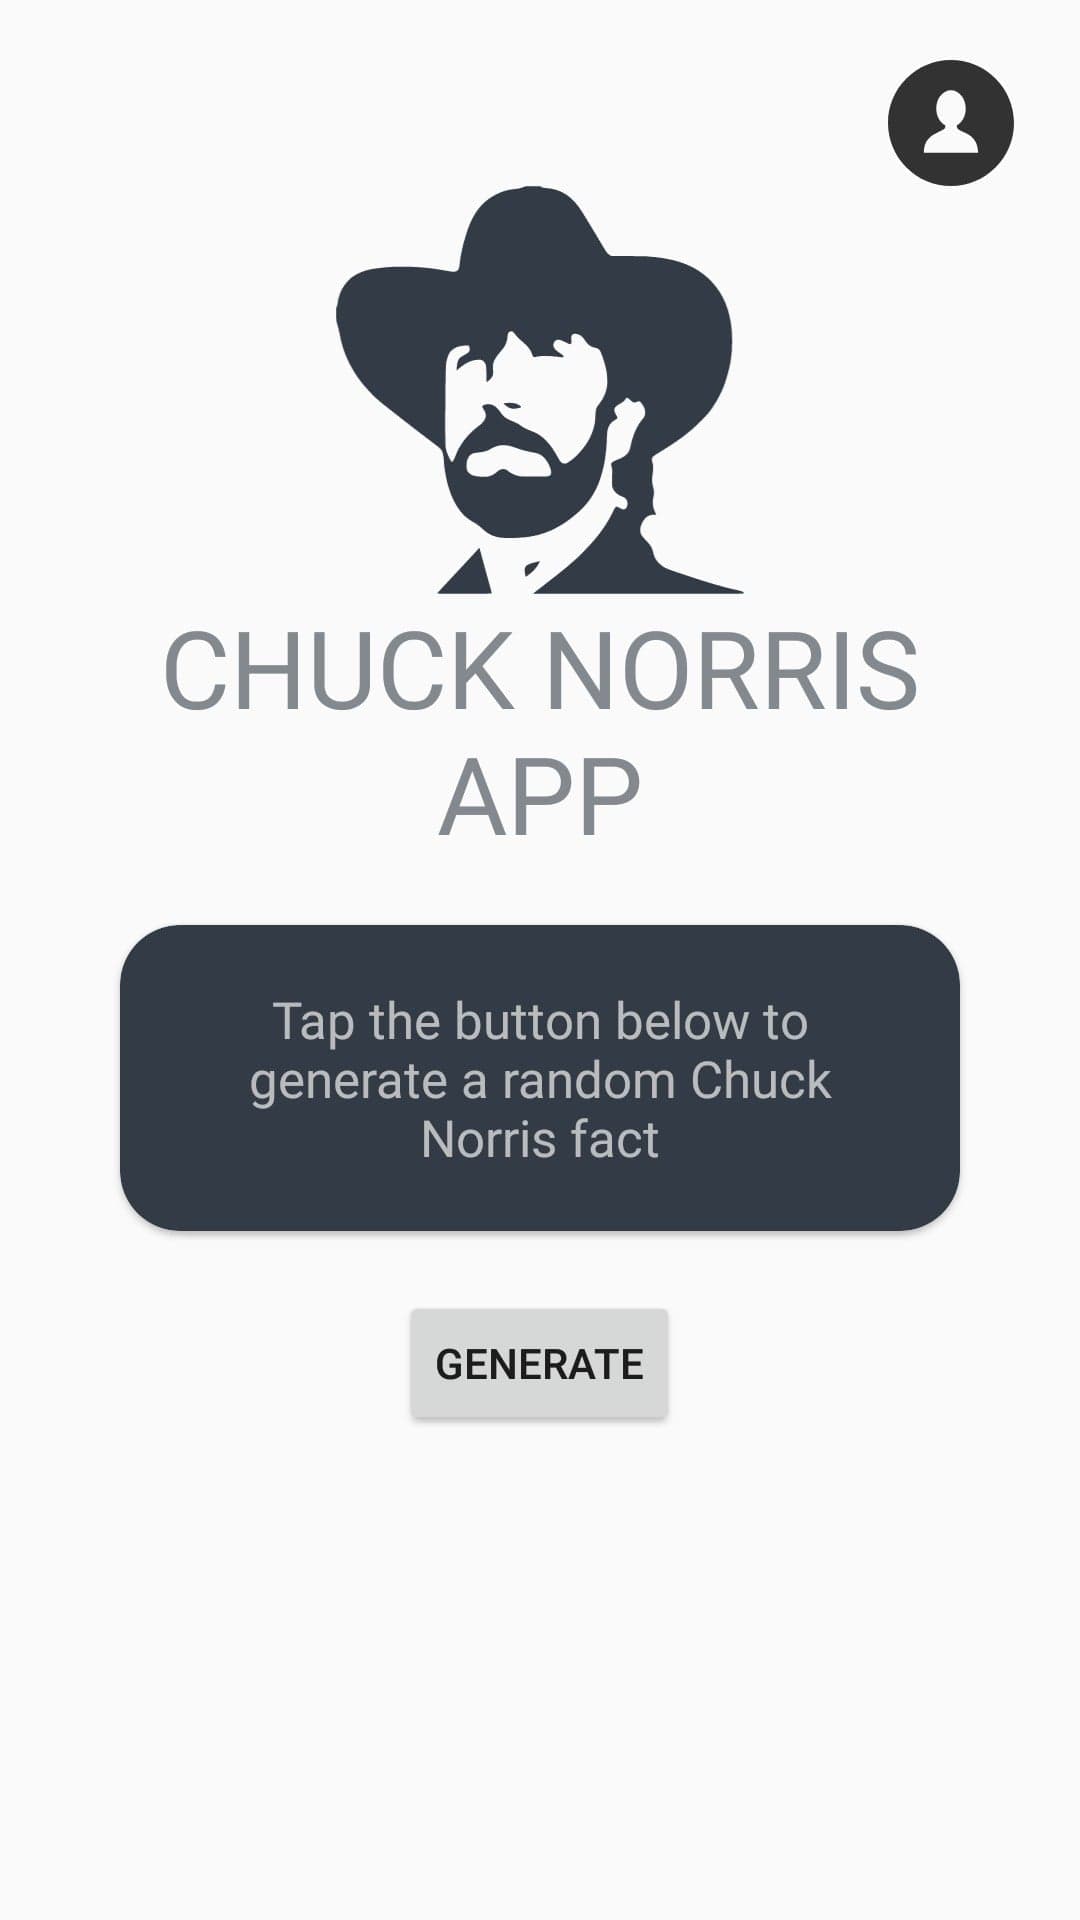 CHUCK NORRIS
APP
Tap the button below to
generate a random Chuck
Norris fact
GENERATE